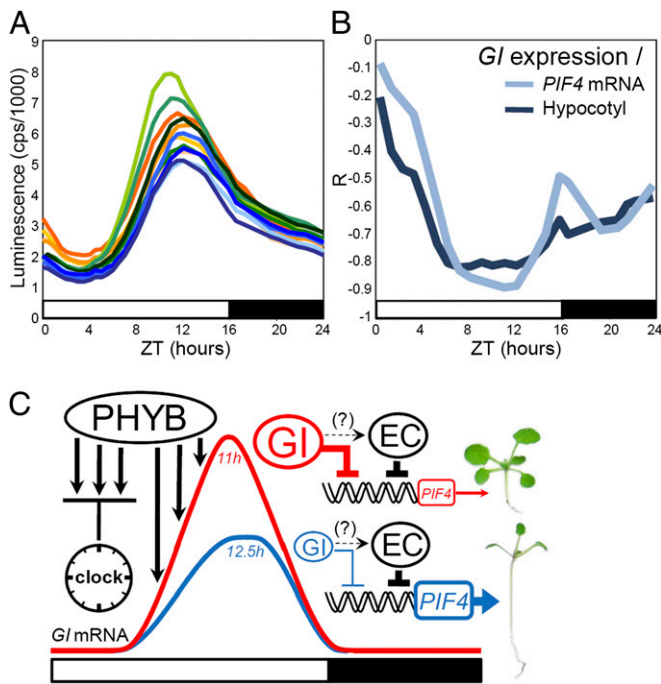 A
9
8
7
6
5
4
3
2
1
0
Luminescence (cps/1000)
0 4 8 12 16 20 24
ZT (hours)
B
-0.1
-0.2
-0.3
-0.4
-0.5
-0.6
-0.7
-0.8
-0.9
-1
R
GI expression /
PIF4 mRNA
Hypocotyl
0 4 8 12 16 20 24
ZT (hours)
C
PHYB
clock
GI mRNA
11h
12.5h
GI
(?)
EC
PIF4
GI
(?)
EC
PIF4